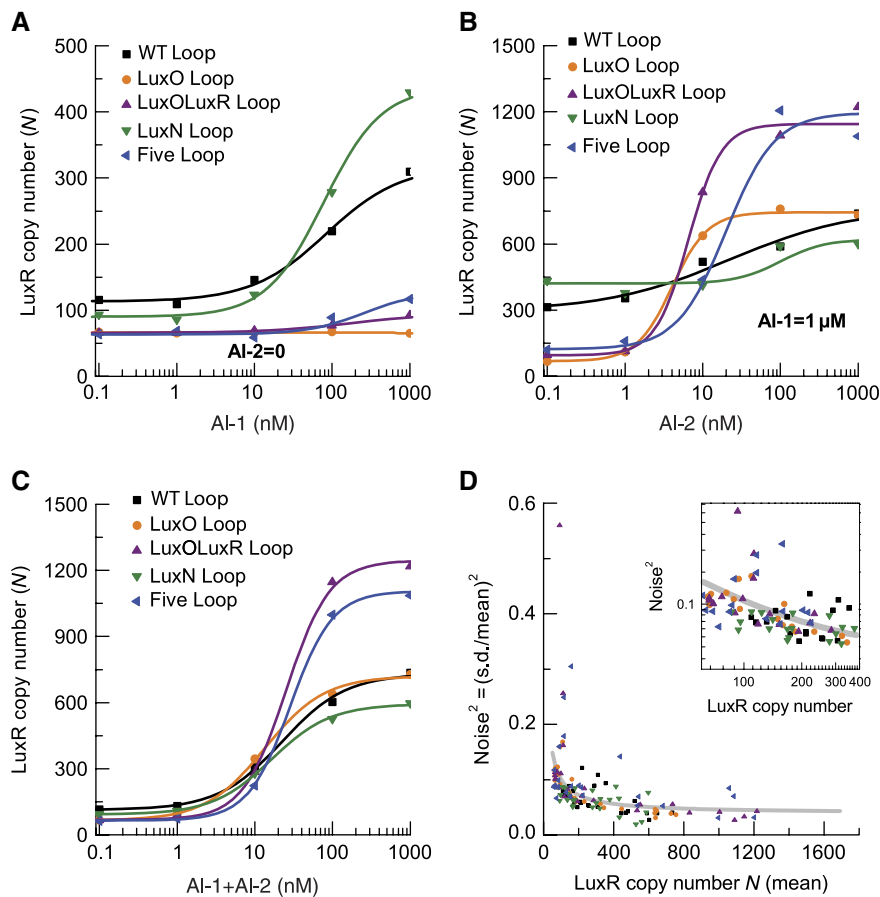 A
500
400
300
200
100
0
LuxR copy number (N)
WT Loop
LuxO Loop
LuxOLuxR Loop
LuxN Loop
Five Loop
AI-2=0
0.1
1
10
100
1000
AI-1 (nM)
B
1500
1200
900
600
300
0
LuxR copy number (N)
WT Loop
LuxO Loop
LuxOLuxR Loop
LuxN Loop
Five Loop
AI-1=1 µM
0.1
1
10
100
1000
AI-2 (nM)
C
1500
1200
900
600
300
0
LuxR copy number (N)
WT Loop
LuxO Loop
LuxOLuxR Loop
LuxN Loop
Five Loop
0.1
1
10
100
1000
AI-1+AI-2 (nM)
D
0.6
0.4
0.2
0.0
Noise² = (s.d./mean)²
0
400
800
1200
1600
LuxR copy number N (mean)
Noise²
0.1
100
200
300
400
LuxR copy number